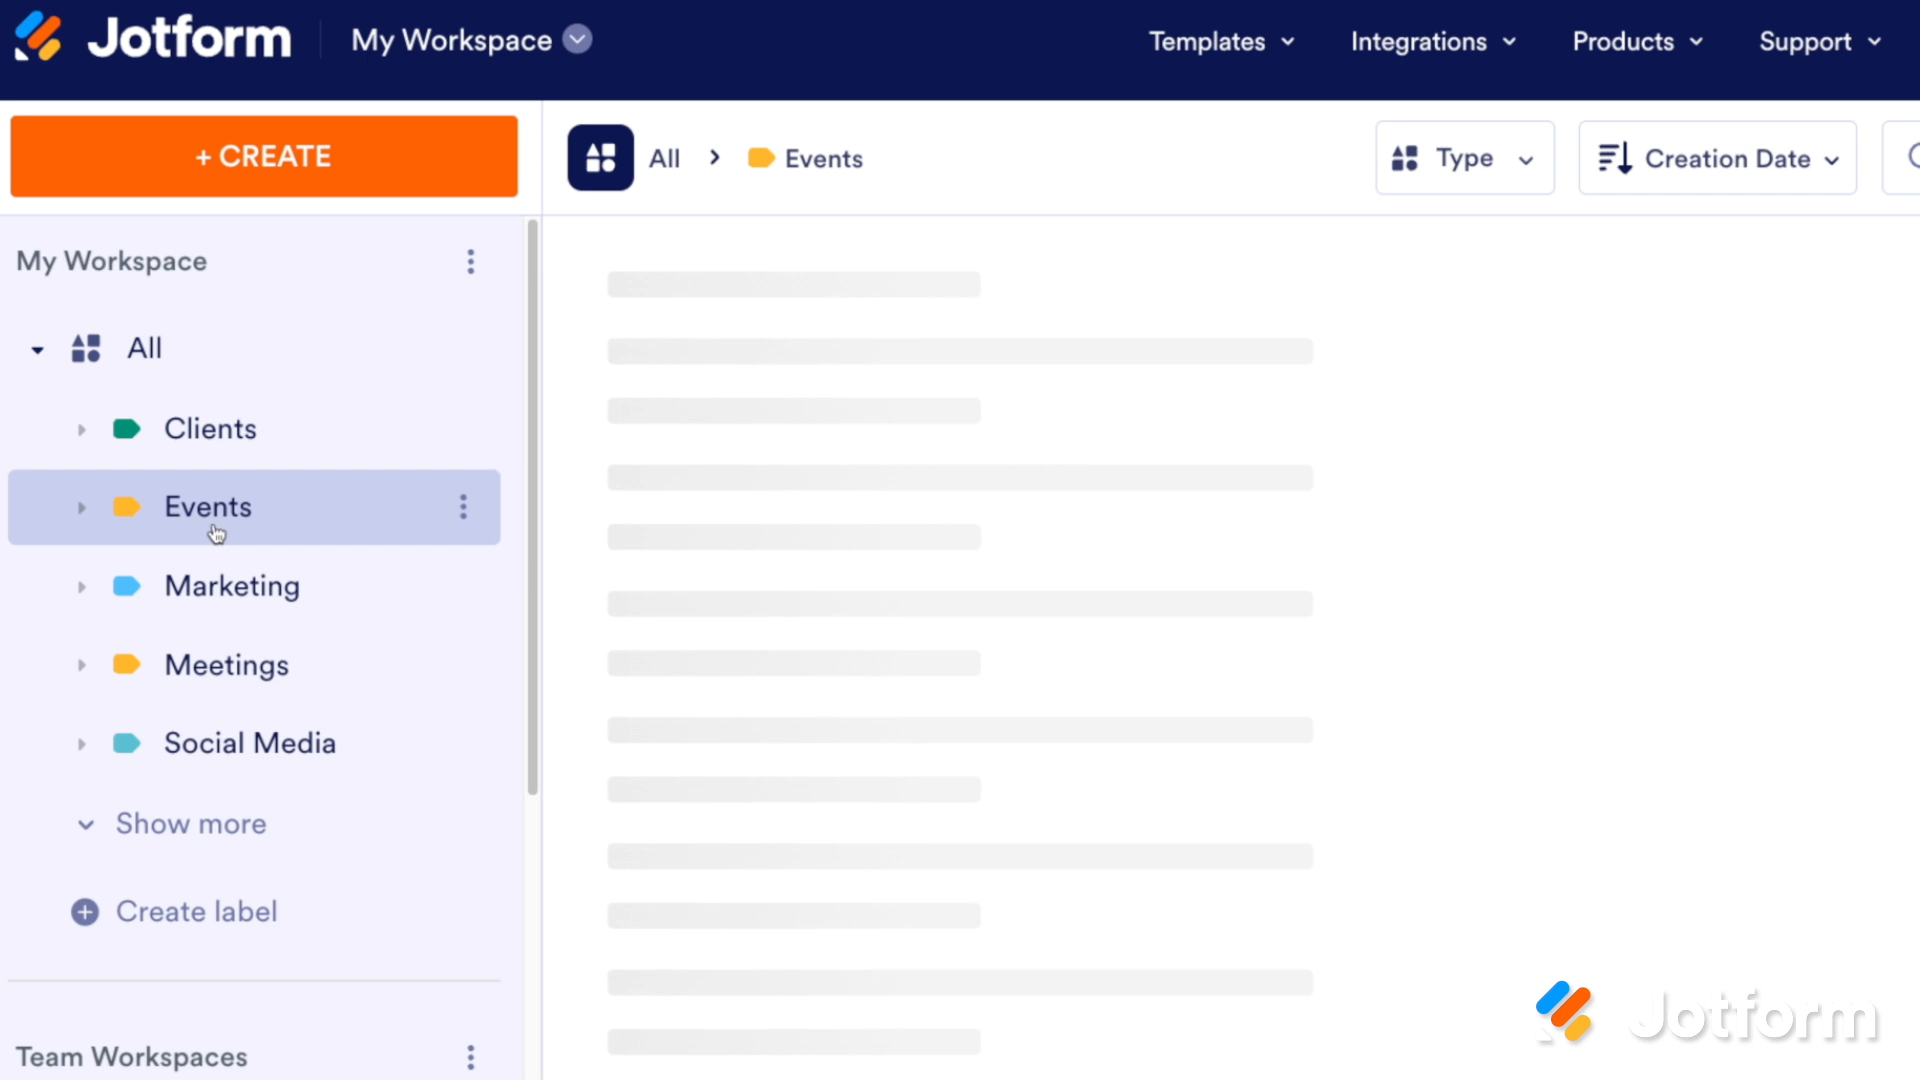 Jotform
My Workspace
Templates
Integrations
Products
Support
+ CREATE
All
Events
Type
Creation Date
My Workspace
All
Clients
Events
Marketing
Meetings
Social Media
Show more
Create label
Team Workspaces
Jotform